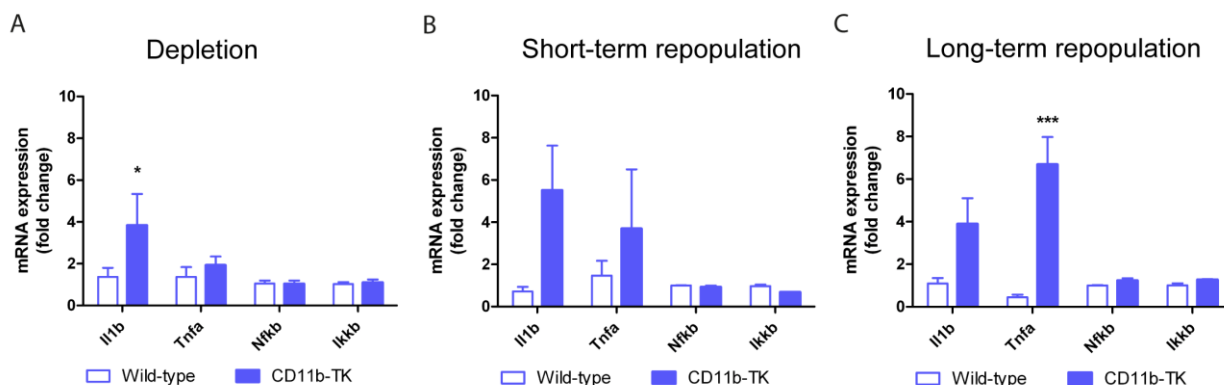 A
Depletion
mRNA expression
(fold change)
10
8
6
4
2
0
*
Il1b
Tnfa
Nfkb
Ikkb
Wild-type
CD11b-TK
B
Short-term repopulation
mRNA expression
(fold change)
10
8
6
4
2
0
Il1b
Tnfa
Nfkb
Ikkb
Wild-type
CD11b-TK
C
Long-term repopulation
mRNA expression
(fold change)
10
8
6
4
2
0
***
Il1b
Tnfa
Nfkb
Ikkb
Wild-type
CD11b-TK